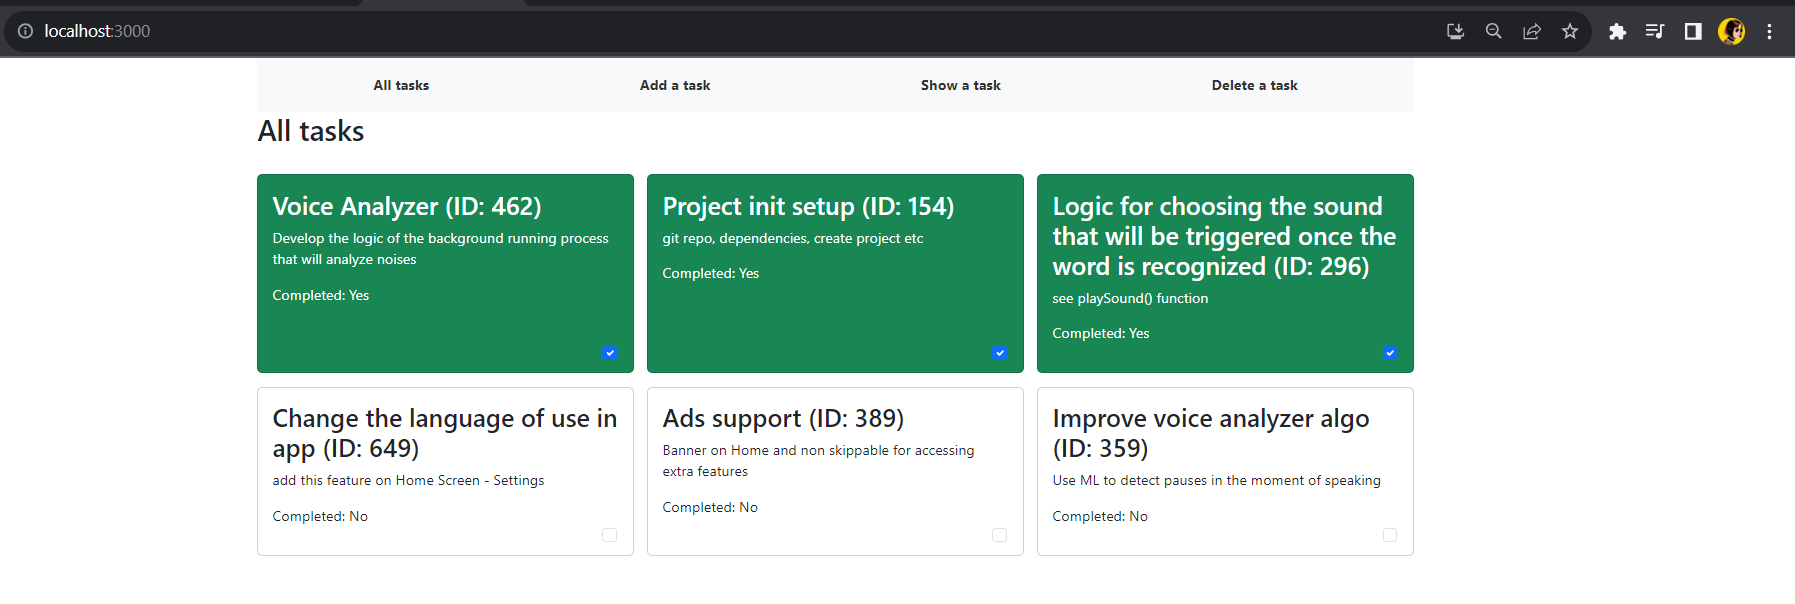 localhost:3000
All tasks
Add a task
Show a task
Delete a task
All tasks
Voice Analyzer (ID: 462)
Develop the logic of the background running process
that will analyze noises
Completed: Yes
Project init setup (ID: 154)
git repo, dependencies, create project etc
Completed: Yes
Logic for choosing the sound
that will be triggered once the
word is recognized (ID: 296)
see playSound() function
Completed: Yes
Change the language of use in
app (ID: 649)
add this feature on Home Screen - Settings
Completed: No
Ads support (ID: 389)
Banner on Home and non skippable for accessing
extra features
Completed: No
Improve voice analyzer algo
(ID: 359)
Use ML to detect pauses in the moment of speaking
Completed: No